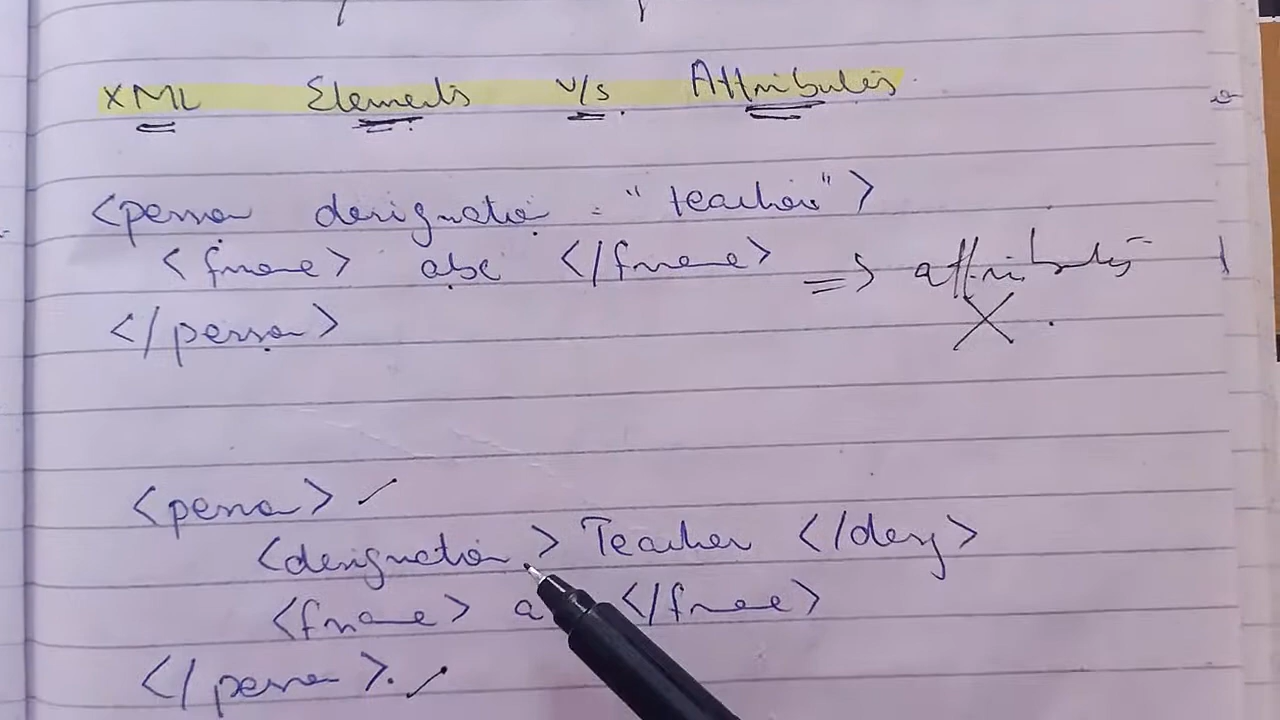 XML Elements v/s Attributes
<person designation = "teacher">
<fname> abc </fname> => attributes
</person>
<person>
<designation> Teacher </desg>
<fname> a </fname>
</person>.